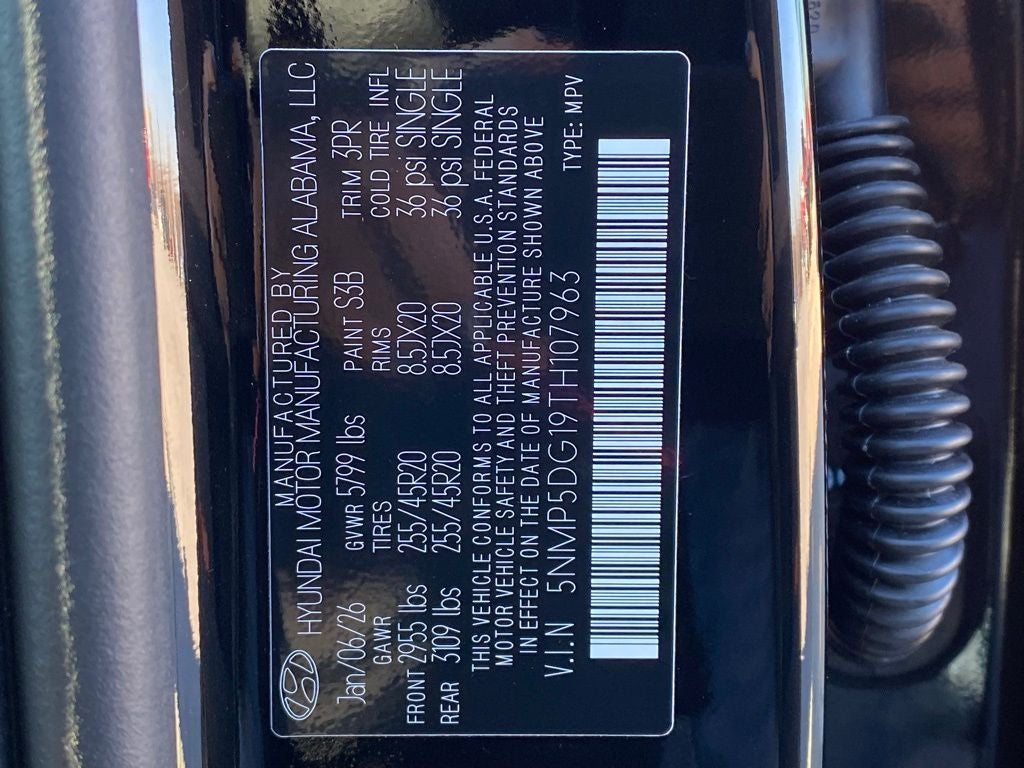 MANUFACTURED BY
HYUNDAI MOTOR MANUFACTURING ALABAMA, LLC
Jan/06/26 GVWR 5799 lbs PAINT S3B TRIM 3PR
GAWR TIRES RIMS COLD TIRE INFL
FRONT 2955 lbs 255/45R20 8.5JX20 36 psi SINGLE
REAR 3109 lbs 255/45R20 8.5JX20 36 psi SINGLE
THIS VEHICLE CONFORMS TO ALL APPLICABLE U.S.A. FEDERAL
MOTOR VEHICLE SAFETY AND THEFT PREVENTION STANDARDS
IN EFFECT ON THE DATE OF MANUFACTURE SHOWN ABOVE
V.I.N 5NMP5DG19TH107963 TYPE: MPV